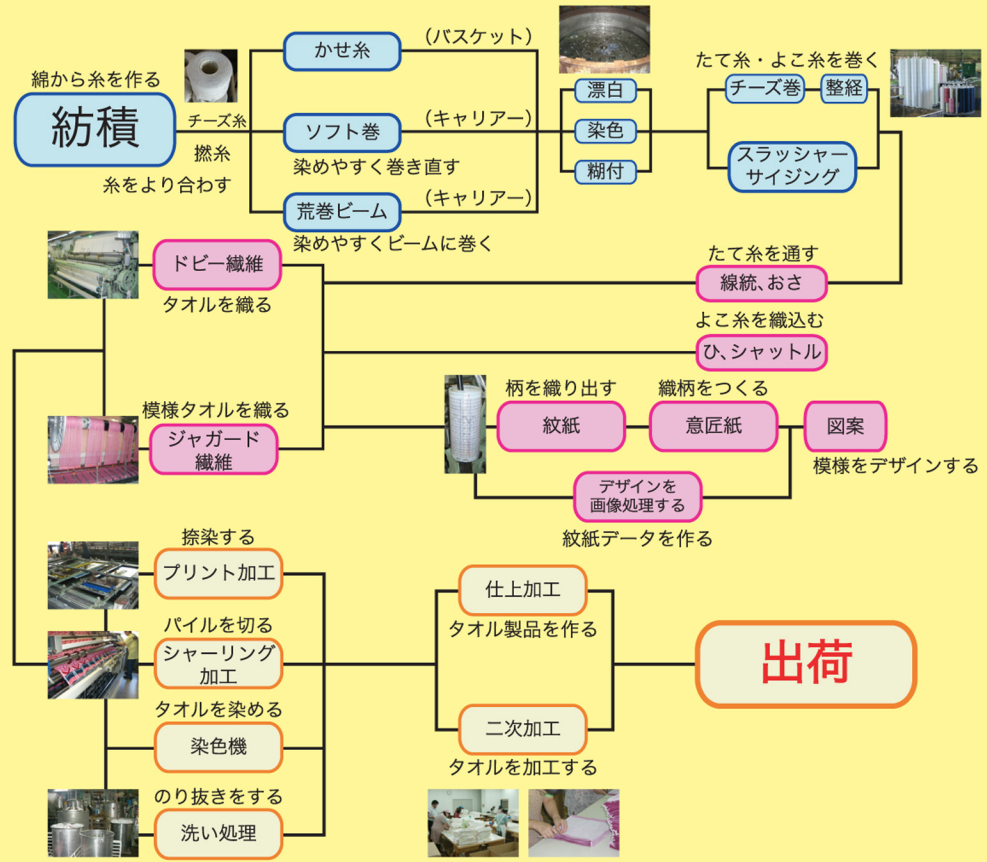 綿から糸を作る
紡積
チーズ糸
撚糸
糸をより合わす
かせ糸
(バスケット)
ソフト巻
(キャリアー)
染めやすく巻き直す
荒巻ビーム
(キャリアー)
染めやすくビームに巻く
漂白
染色
糊付
たて糸・よこ糸を巻く
チーズ巻
整経
スラッシャー
サイジング
ドビー繊維
タオルを織る
たて糸を通す
線統、おさ
よこ糸を織込む
ひ、シャットル
模様タオルを織る
ジャガード
繊維
柄を織り出す
紋紙
織柄をつくる
意匠紙
図案
模様をデザインする
デザインを
画像処理する
紋紙データを作る
捺染する
プリント加工
パイルを切る
シャーリング
加工
タオルを染める
染色機
のり抜きをする
洗い処理
仕上加工
タオル製品を作る
二次加工
タオルを加工する
出荷